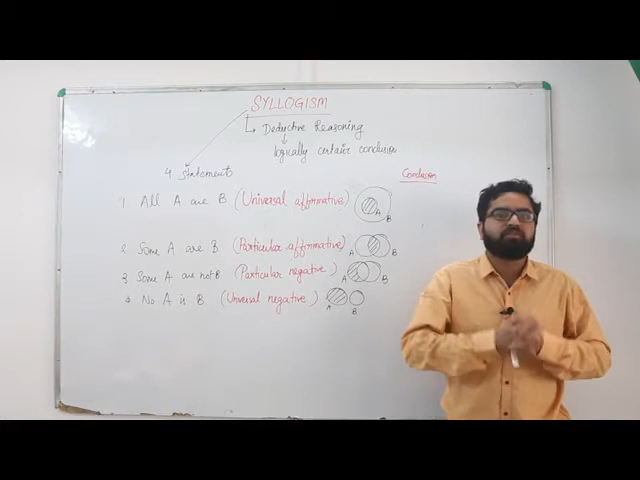 SYLLOGISM
Deductive Reasoning
logically certain conclusion
4 statement
Conclusion
1 All A are B (Universal affirmative) A B
2 Some A are B (Particular affirmative) A B
3 Some A are not B (Particular negative) A B
4 No A is B (Universal negative) A B